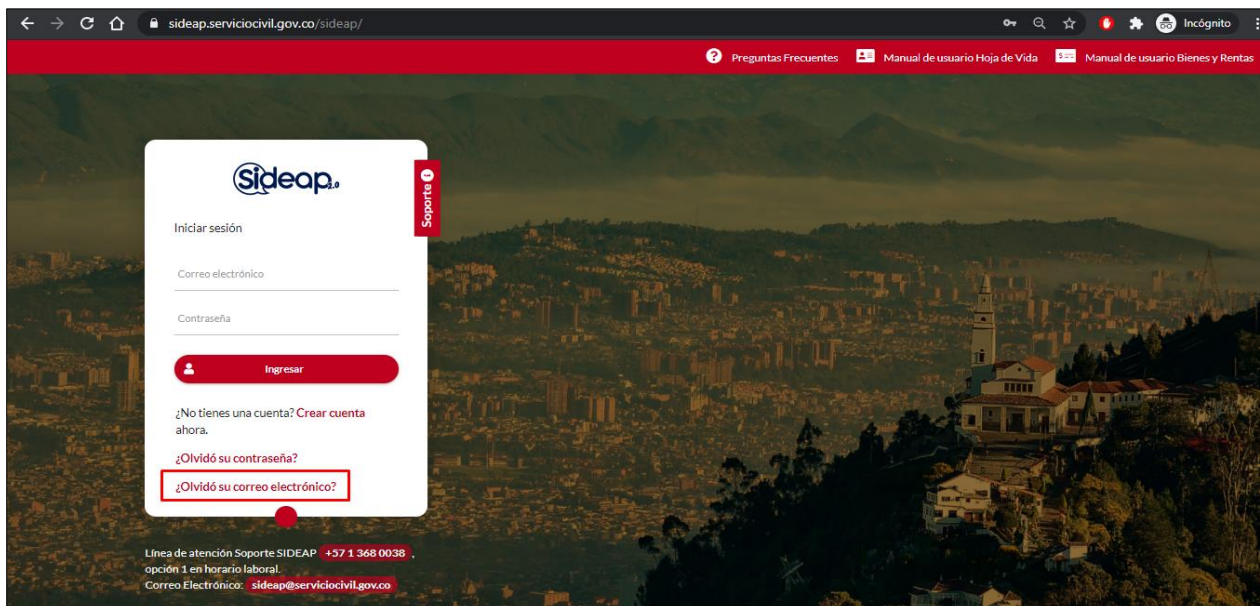 sideap.serviciocivil.gov.co/sideap/
Incógnito
Preguntas Frecuentes
Manual de usuario Hoja de Vida
Manual de usuario Bienes y Rentas
Sideap2.0
Soporte
Iniciar sesión
Correo electrónico
Contraseña
Ingresar
¿No tienes una cuenta? Crear cuenta
ahora.
¿Olvidó su contraseña?
¿Olvidó su correo electrónico?
Línea de atención Soporte SIDEAP +57 1 368 0038 ,
opción 1 en horario laboral.
Correo Electrónico: sideap@serviciocivil.gov.co